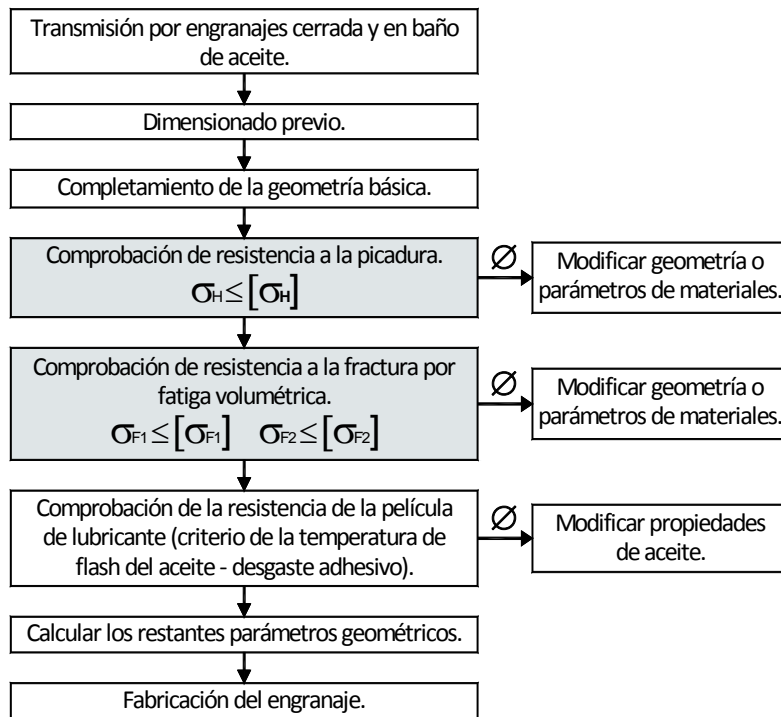 Transmisión por engranajes cerrada y en baño
de aceite.
Dimensionado previo.
Completamiento de la geometría básica.
Comprobación de resistencia a la picadura.
σH ≤ [σH]
∅
Modificar geometría o
parámetros de materiales.
Comprobación de resistencia a la fractura por
fatiga volumétrica.
σF1 ≤ [σF1] σF2 ≤ [σF2]
∅
Modificar geometría o
parámetros de materiales.
Comprobación de la resistencia de la película
de lubricante (criterio de la temperatura de
flash del aceite - desgaste adhesivo).
∅
Modificar propiedades
de aceite.
Calcular los restantes parámetros geométricos.
Fabricación del engranaje.